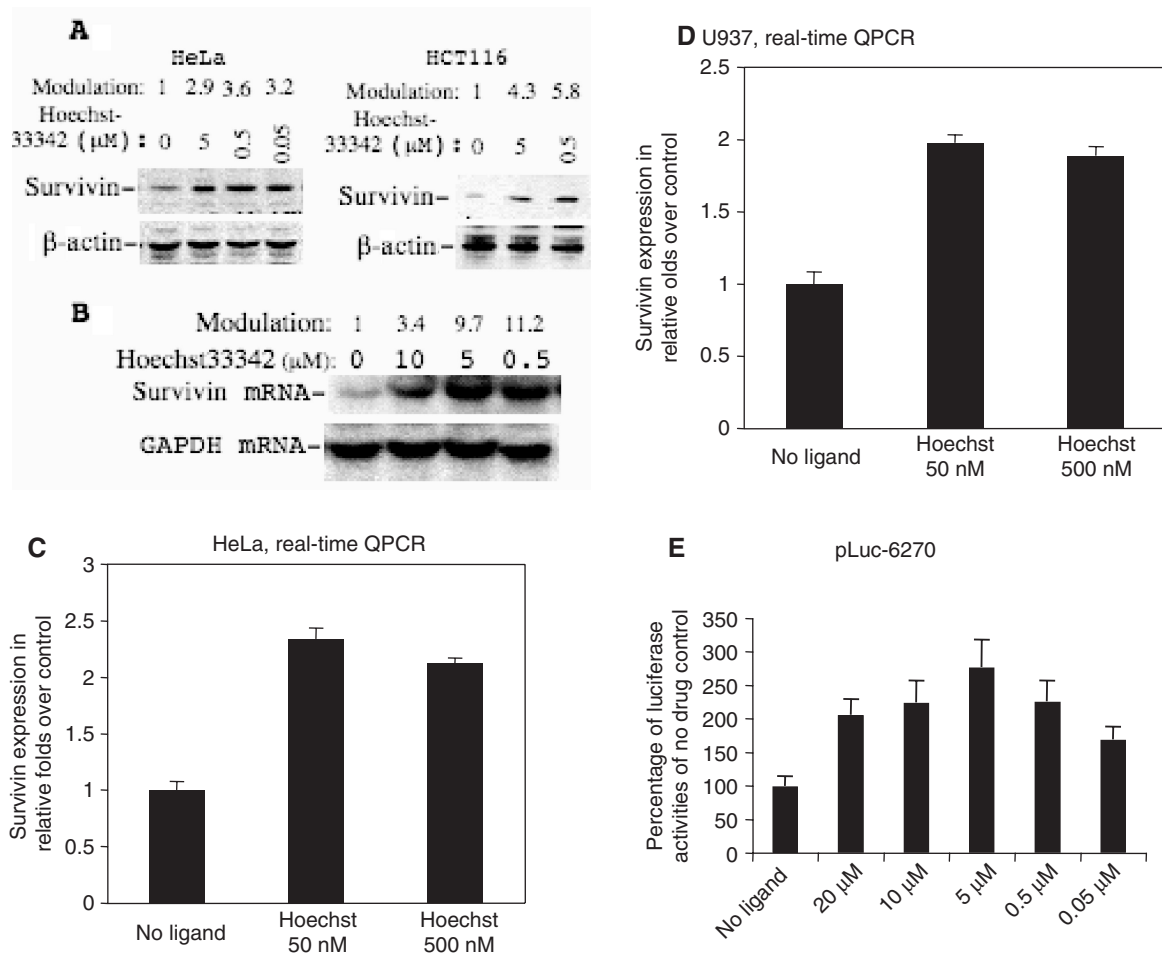 A
HeLa
Modulation: 1 2.9 3.6 3.2
Hoechst-
33342 (µM): 0 5 0.5 0.05
Survivin-
β-actin-
HCT116
Modulation: 1 4.3 5.8
Hoechst-
33342 (µM): 0 5 0.5
Survivin-
β-actin-
B
Modulation: 1 3.4 9.7 11.2
Hoechst33342 (µM): 0 10 5 0.5
Survivin mRNA-
GAPDH mRNA-
D U937, real-time QPCR
Survivin expression in
relative olds over control
2.5
2
1.5
1
0.5
0
No ligand
Hoechst
50 nM
Hoechst
500 nM
C
HeLa, real-time QPCR
Survivin expression in
relative folds over control
3
2.5
2
1.5
1
0.5
0
No ligand
Hoechst
50 nM
Hoechst
500 nM
E
pLuc-6270
Percentage of luciferase
activities of no drug control
350
300
250
200
150
100
50
0
No ligand
20 µM
10 µM
5 µM
0.5 µM
0.05 µM